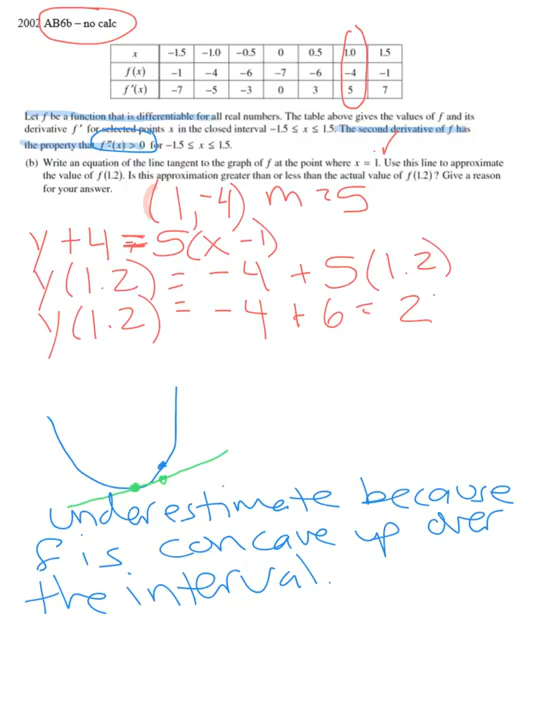 2002 AB6b – no calc
x −1.5 −1.0 −0.5 0 0.5 1.0 1.5
f(x) −1 −4 −6 −7 −6 −4 −1
f′(x) −7 −5 −3 0 3 5 7
Let f be a function that is differentiable for all real numbers. The table above gives the values of f and its
derivative f′ for selected points x in the closed interval −1.5 ≤ x ≤ 1.5. The second derivative of f has
the property that f″(x) > 0 for −1.5 ≤ x ≤ 1.5.
(b) Write an equation of the line tangent to the graph of f at the point where x = 1. Use this line to approximate
the value of f(1.2). Is this approximation greater than or less than the actual value of f(1.2)? Give a reason
for your answer.
(1, -4) m = 5
y + 4 = 5(x - 1)
y(1.2) = -4 + 5(1.2)
y(1.2) = -4 + 6 = 2
underestimate because
f is concave up over
the interval.